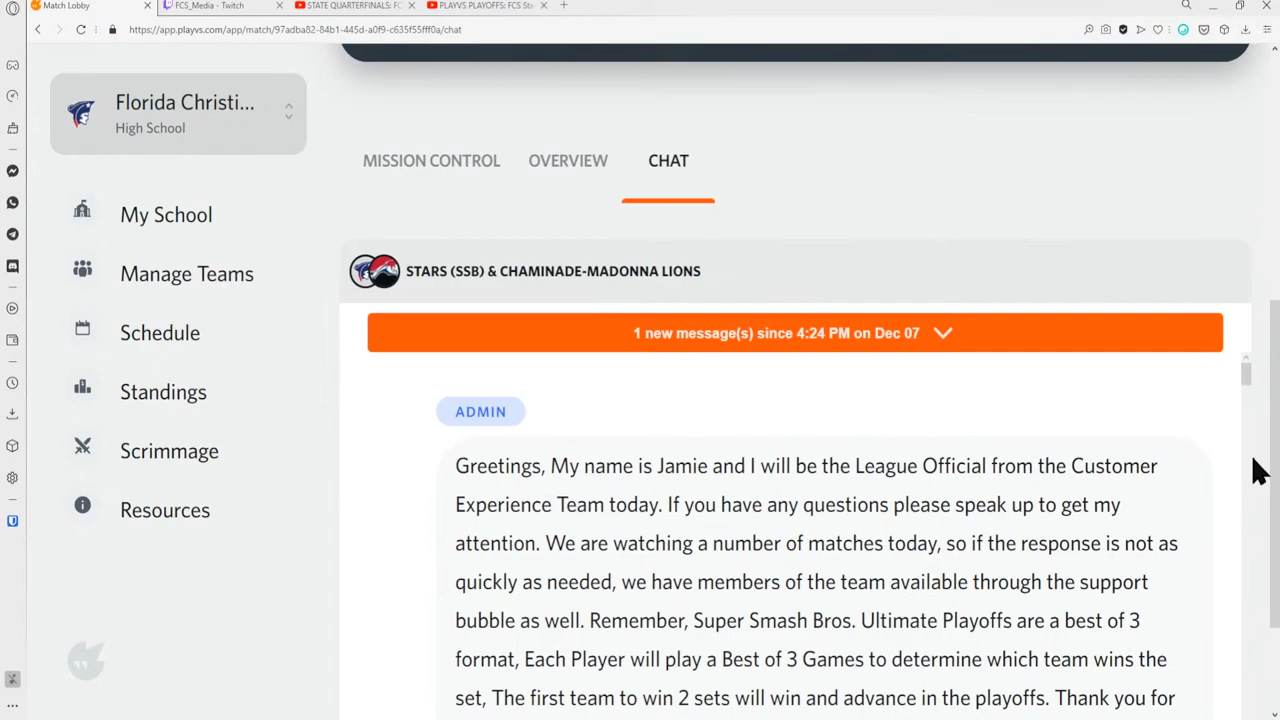 Match Lobby
FCS_Media - Twitch
STATE QUARTERFINALS: FC
PLAYVS PLAYOFFS: FCS Sta
https://app.playvs.com/app/match/97adba82-84b1-445d-a0f9-c635f55fff0a/chat
Florida Christi...
High School
My School
Manage Teams
Schedule
Standings
Scrimmage
Resources
MISSION CONTROL
OVERVIEW
CHAT
STARS (SSB) & CHAMINADE-MADONNA LIONS
1 new message(s) since 4:24 PM on Dec 07
ADMIN
Greetings, My name is Jamie and I will be the League Official from the Customer
Experience Team today. If you have any questions please speak up to get my
attention. We are watching a number of matches today, so if the response is not as
quickly as needed, we have members of the team available through the support
bubble as well. Remember, Super Smash Bros. Ultimate Playoffs are a best of 3
format, Each Player will play a Best of 3 Games to determine which team wins the
set, The first team to win 2 sets will win and advance in the playoffs. Thank you for